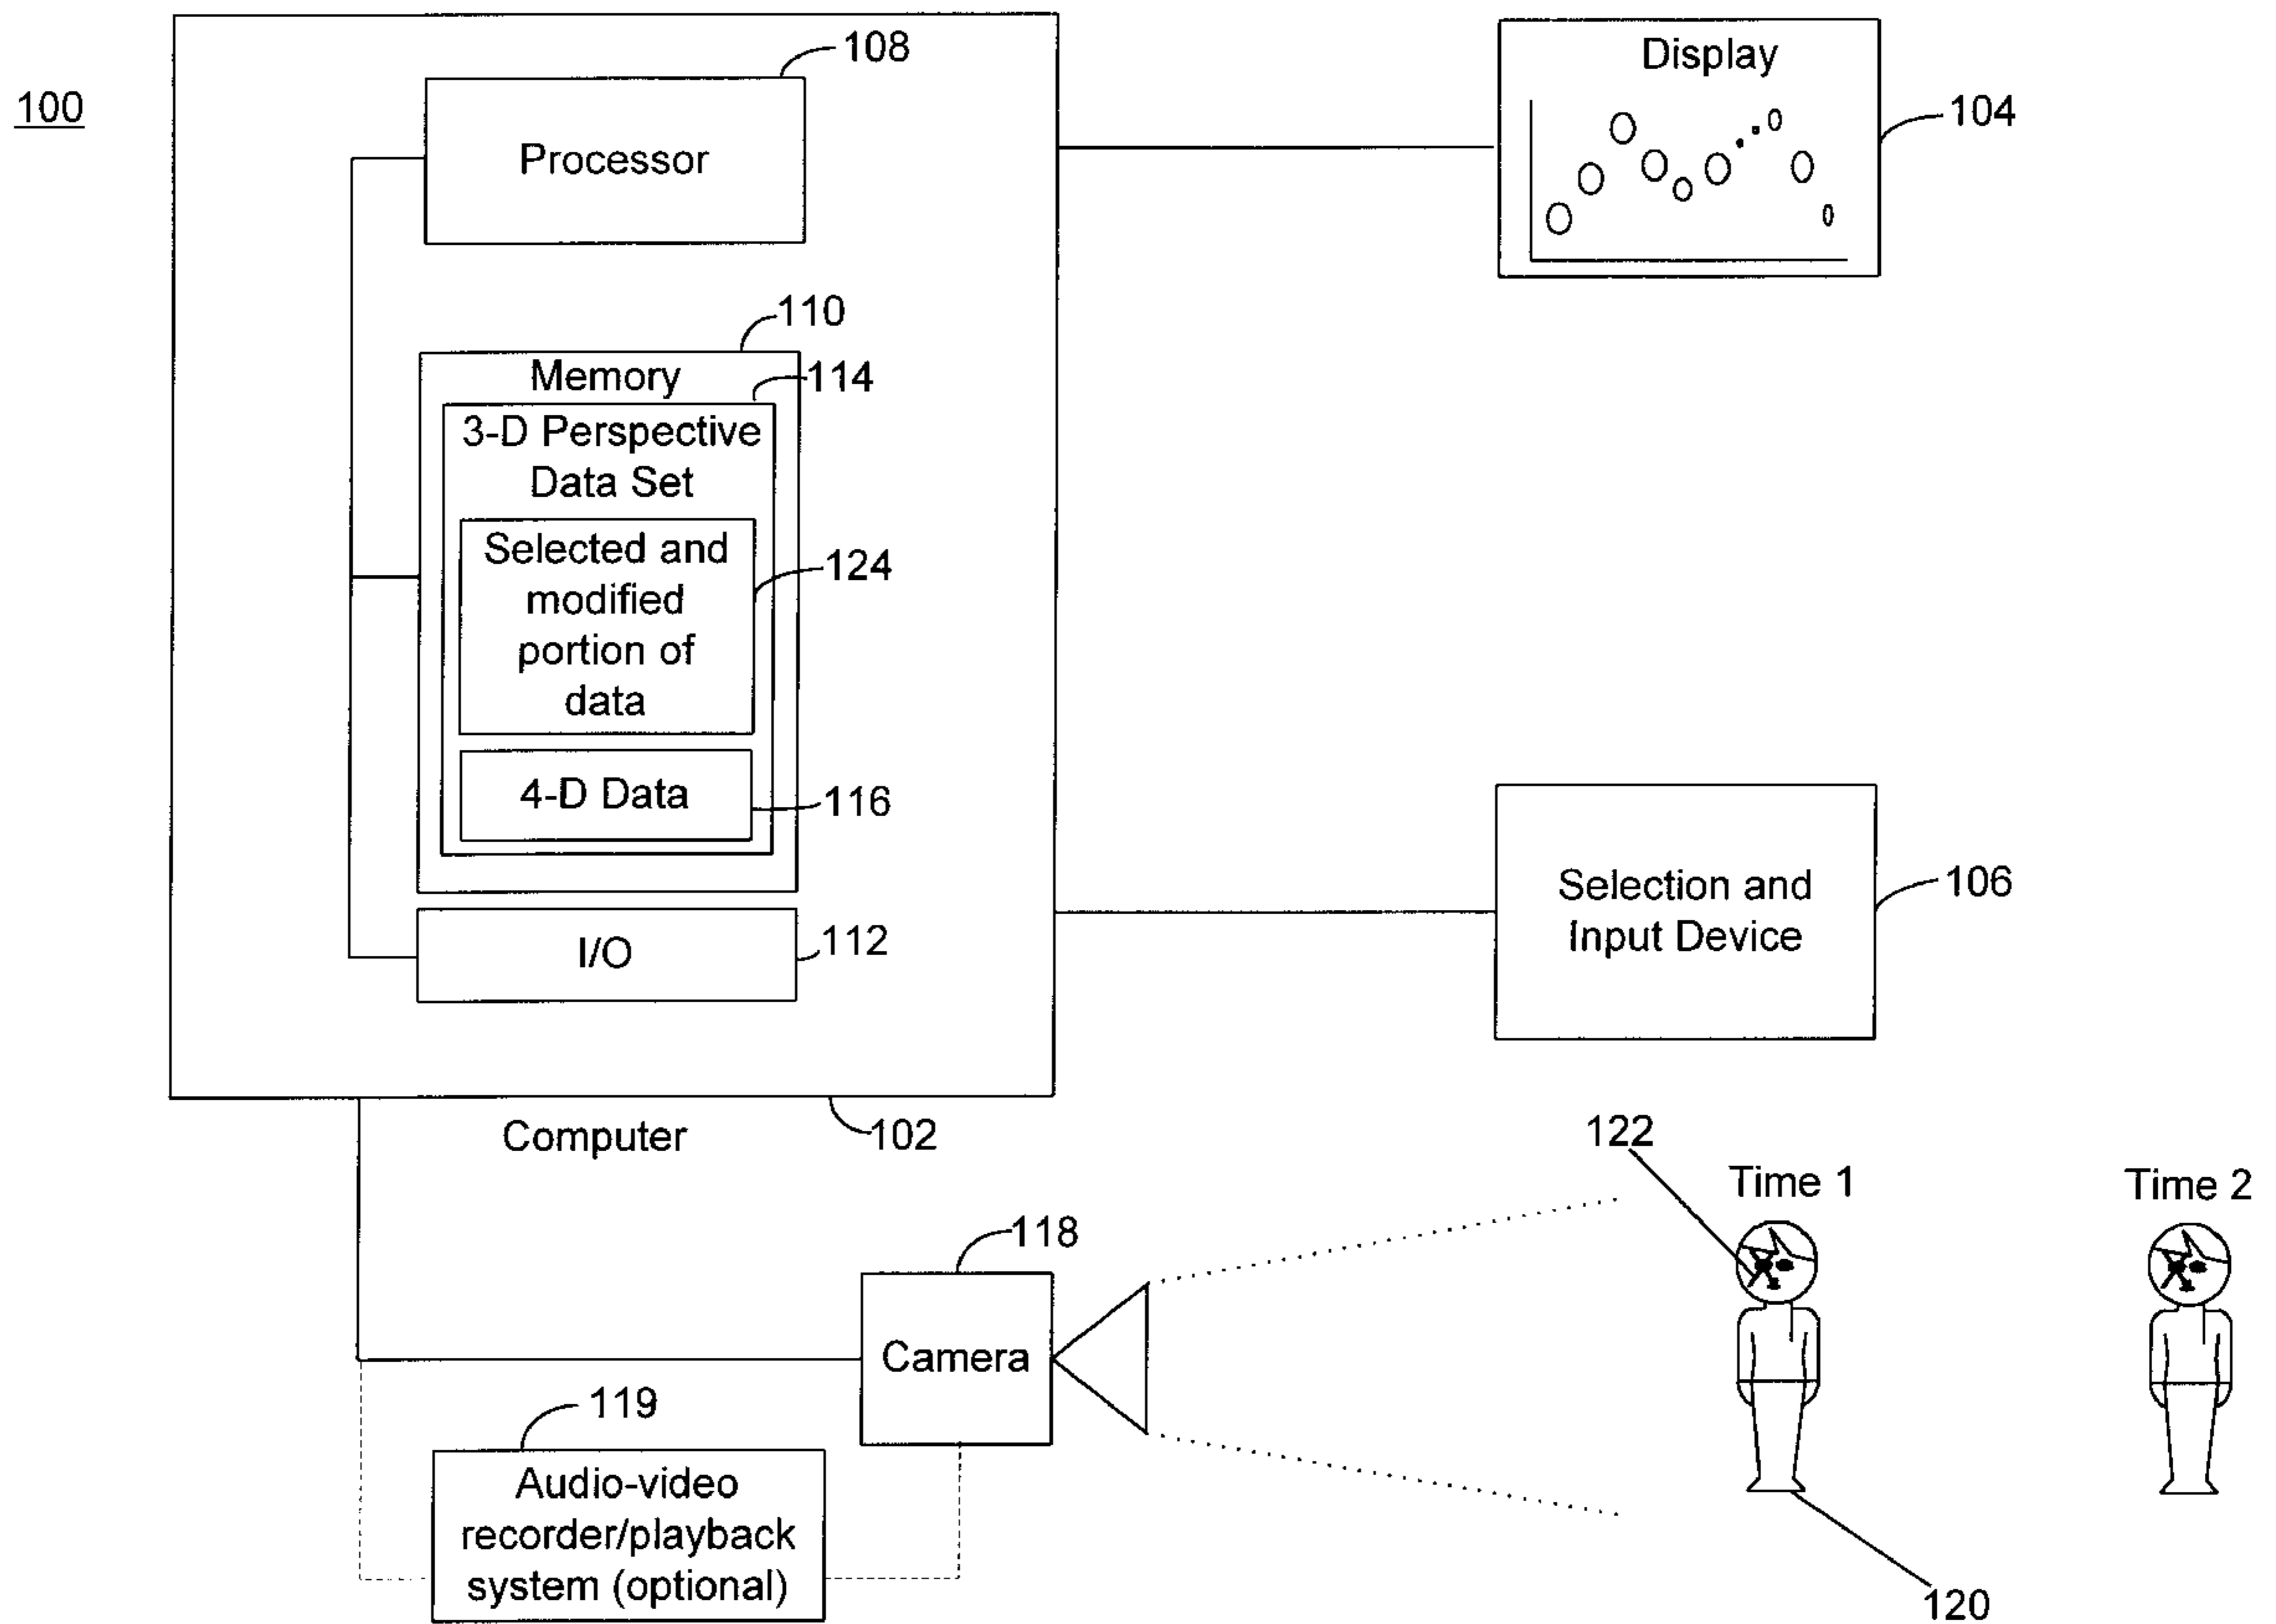 100
108
Processor
Display
104
110
Memory
114
3-D Perspective
Data Set
Selected and
modified
portion of
data
124
4-D Data
116
I/O
112
Selection and
Input Device
106
Computer
102
122
Time 1
Time 2
118
Camera
119
Audio-video
recorder/playback
system (optional)
120